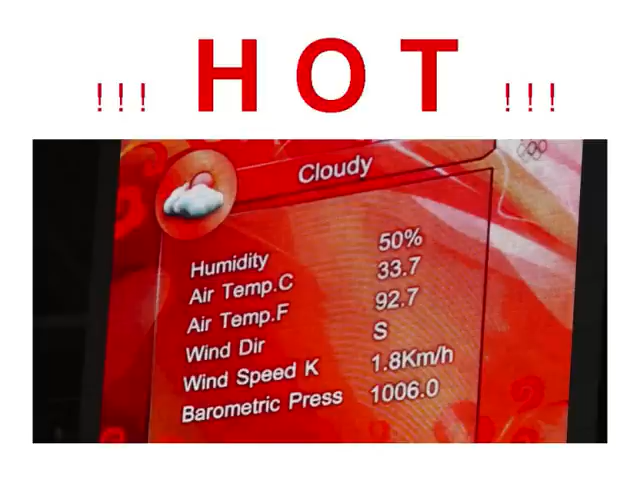 !!! HOT !!!
Cloudy
Humidity 50%
Air Temp.C 33.7
Air Temp.F 92.7
Wind Dir S
Wind Speed K 1.8Km/h
Barometric Press 1006.0